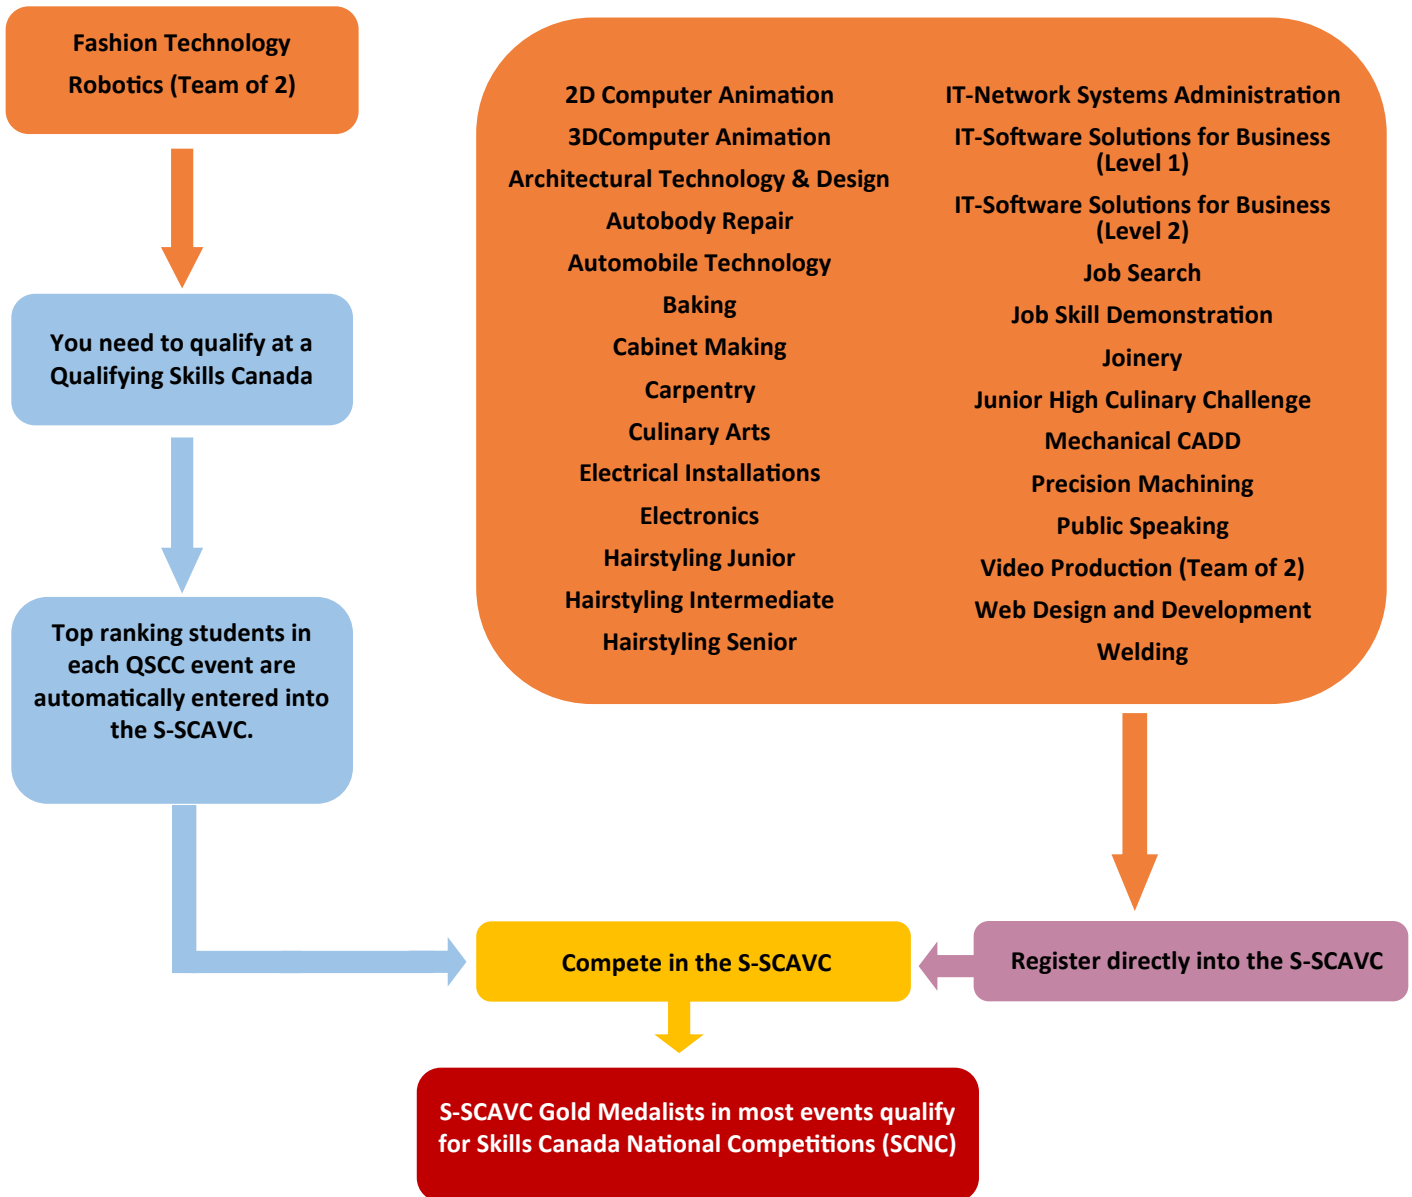 Fashion Technology
Robotics (Team of 2)
You need to qualify at a
Qualifying Skills Canada
Top ranking students in
each QSCC event are
automatically entered into
the S-SCAVC.
2D Computer Animation
3DComputer Animation
Architectural Technology & Design
Autobody Repair
Automobile Technology
Baking
Cabinet Making
Carpentry
Culinary Arts
Electrical Installations
Electronics
Hairstyling Junior
Hairstyling Intermediate
Hairstyling Senior
IT-Network Systems Administration
IT-Software Solutions for Business
(Level 1)
IT-Software Solutions for Business
(Level 2)
Job Search
Job Skill Demonstration
Joinery
Junior High Culinary Challenge
Mechanical CADD
Precision Machining
Public Speaking
Video Production (Team of 2)
Web Design and Development
Welding
Register directly into the S-SCAVC
Compete in the S-SCAVC
S-SCAVC Gold Medalists in most events qualify
for Skills Canada National Competitions (SCNC)